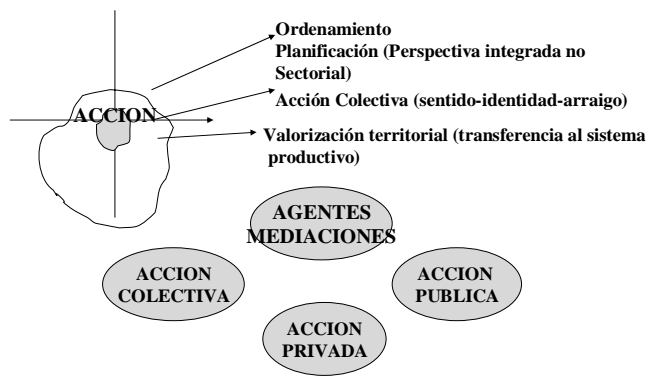 Ordenamiento
Planificación (Perspectiva integrada no
Sectorial)
ACCION
Acción Colectiva (sentido-identidad-arraigo)
Valorización territorial (transferencia al sistema
productivo)
AGENTES
MEDIACIONES
ACCION
COLECTIVA
ACCION
PUBLICA
ACCION
PRIVADA